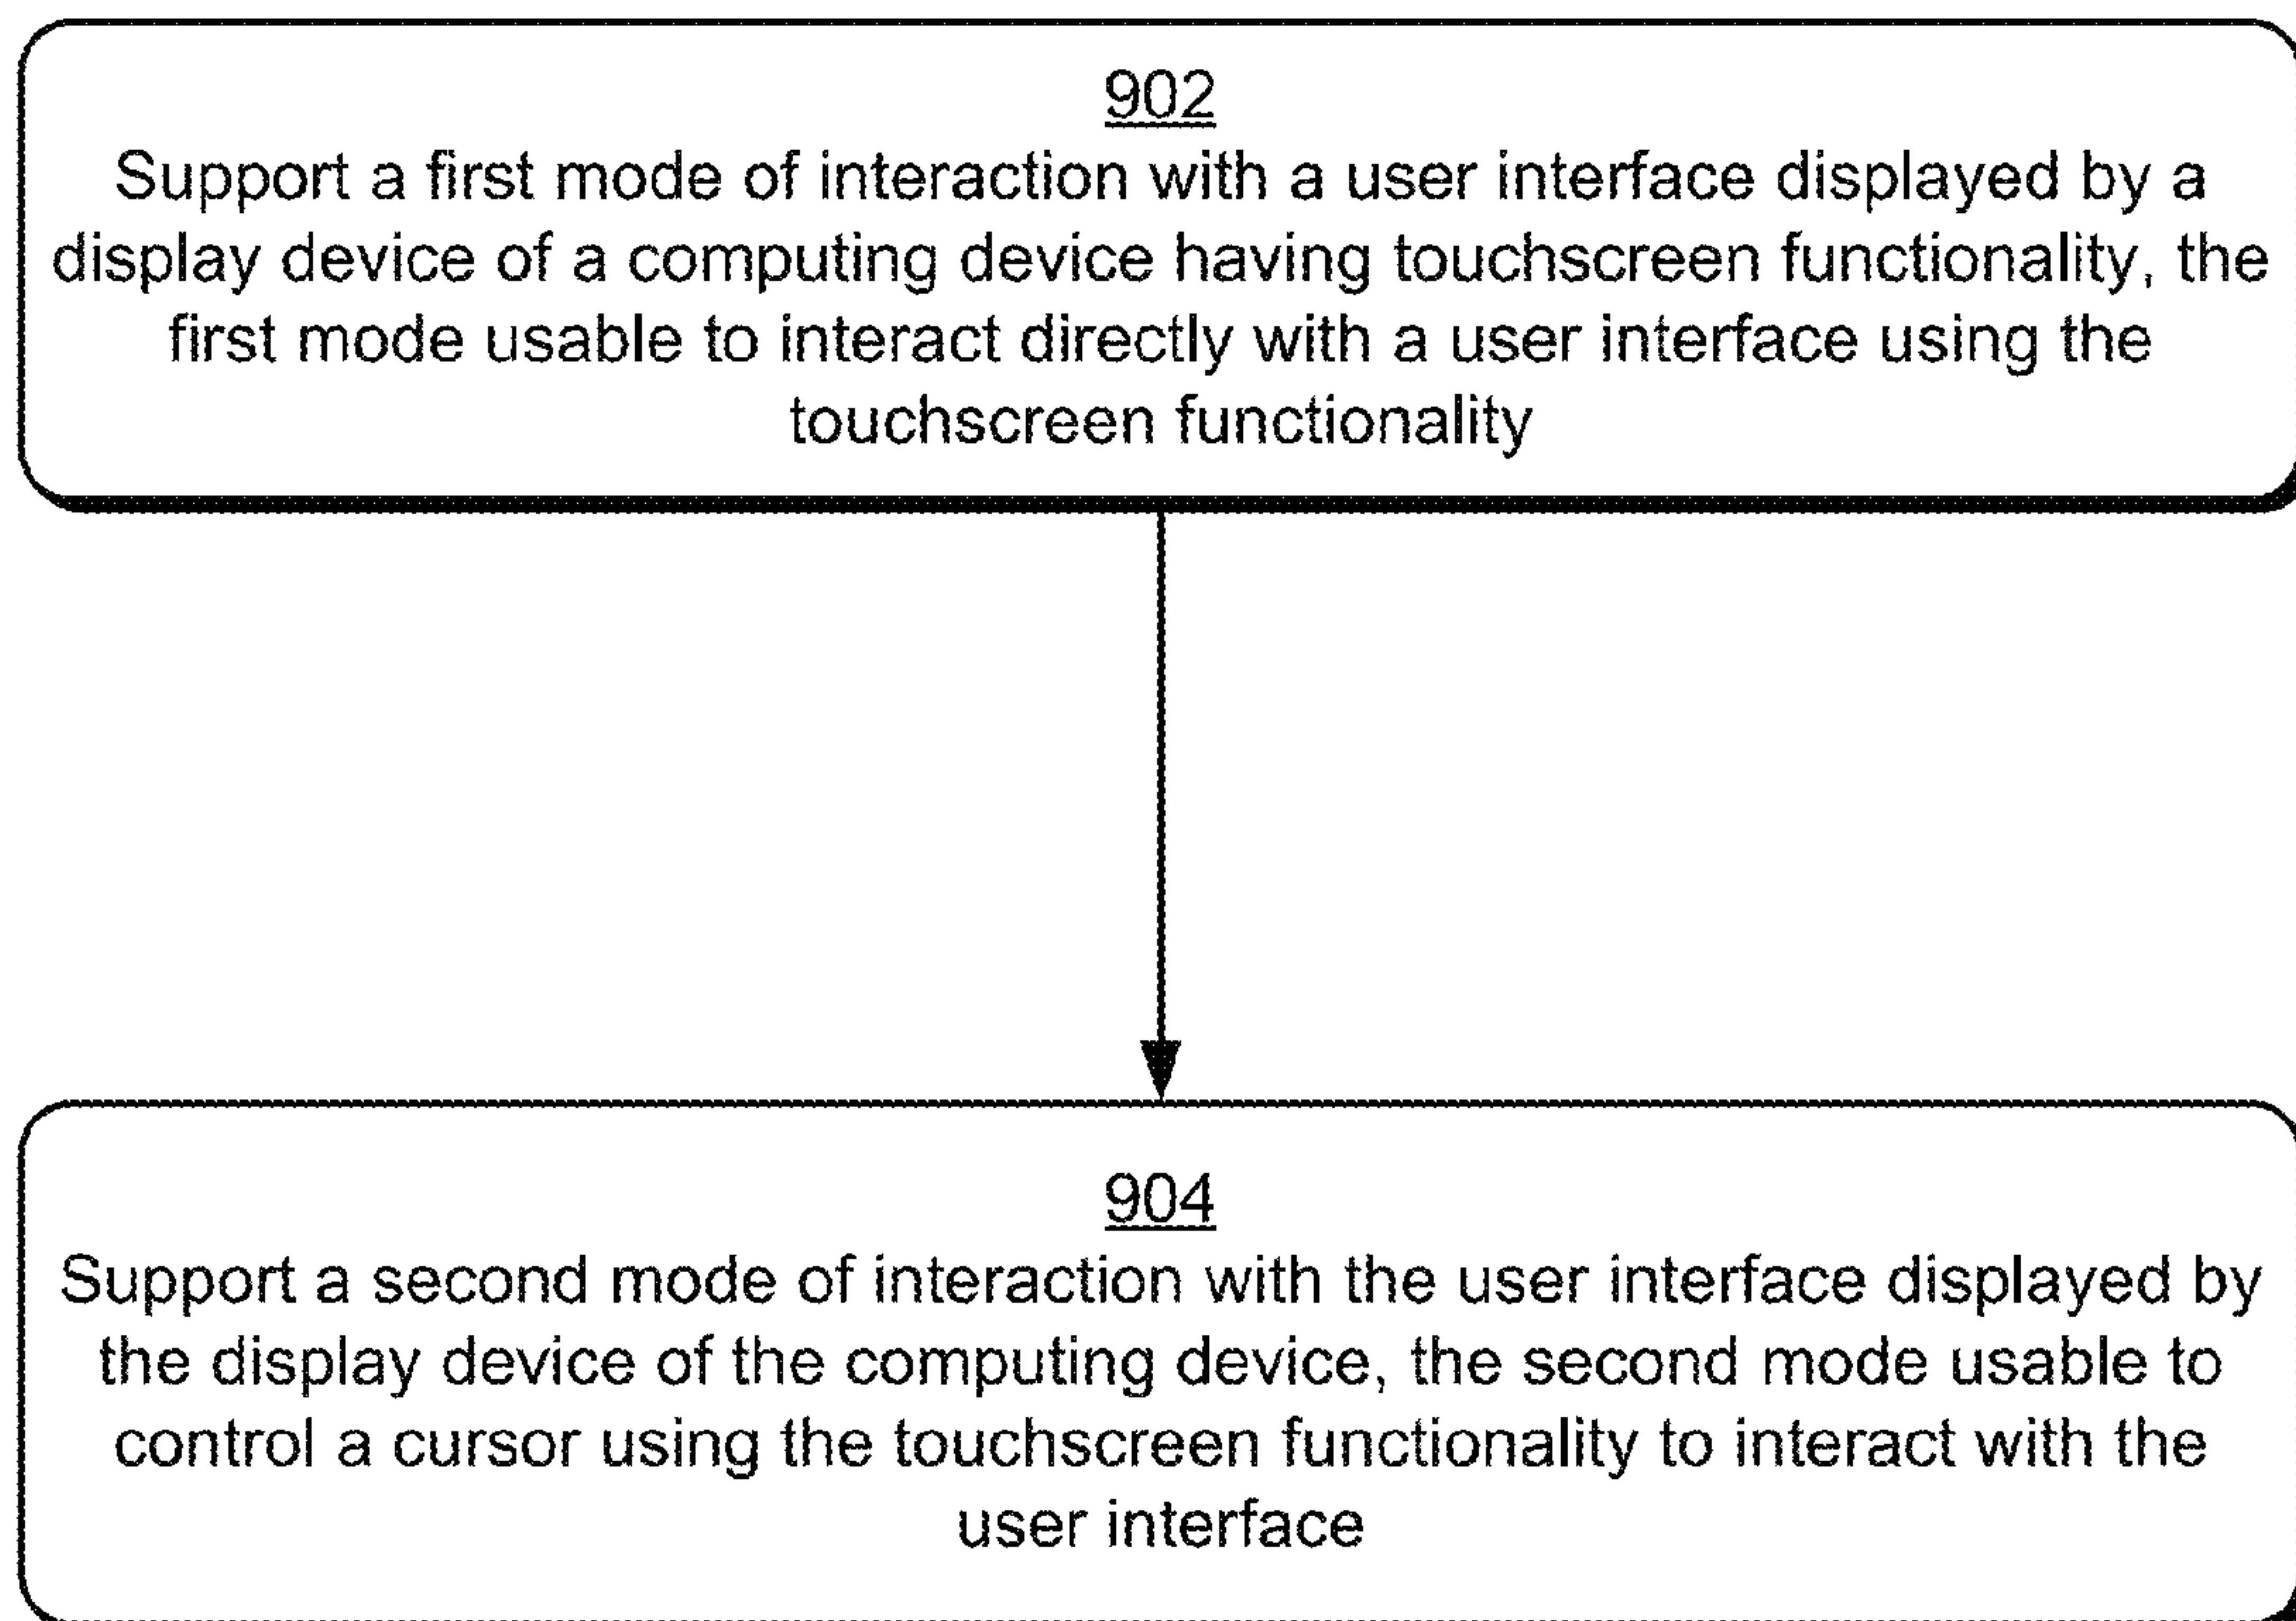 902
Support a first mode of interaction with a user interface displayed by a
display device of a computing device having touchscreen functionality, the
first mode usable to interact directly with a user interface using the
touchscreen functionality
904
Support a second mode of interaction with the user interface displayed by
the display device of the computing device, the second mode usable to
control a cursor using the touchscreen functionality to interact with the
user interface